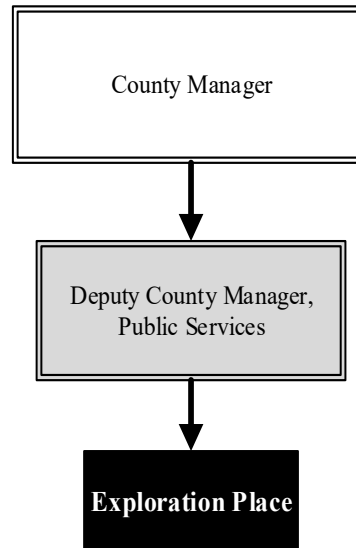 County Manager
Deputy County Manager,
Public Services
Exploration Place